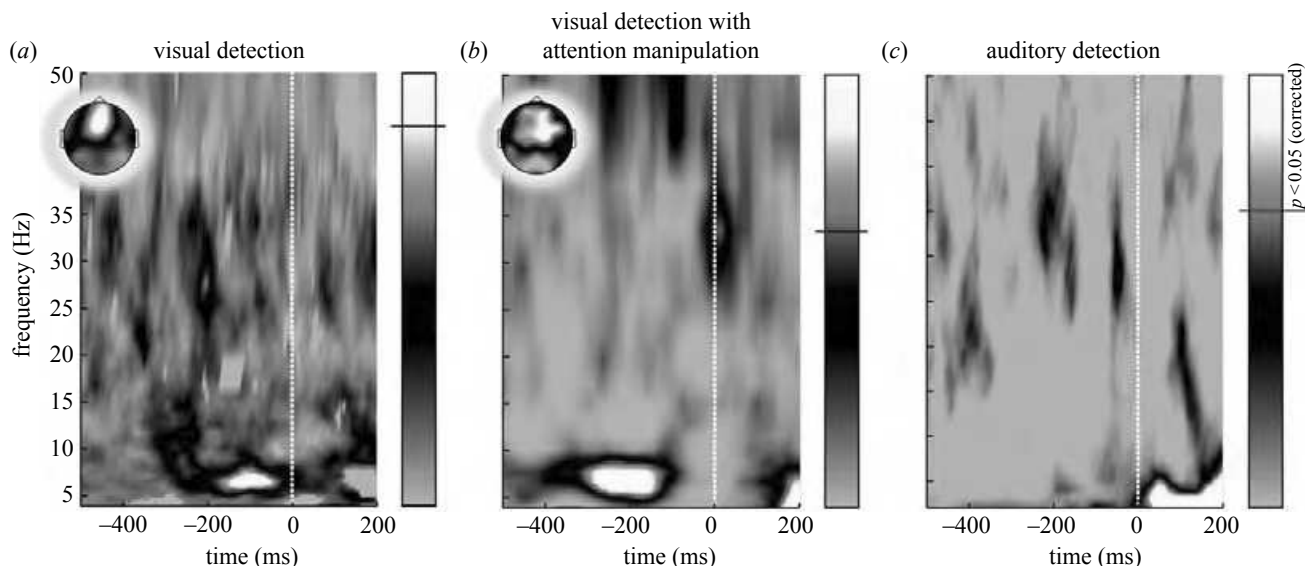 visual detection with
(a) visual detection (b) attention manipulation (c) auditory detection
50
35
30
25
20
15
10
5
frequency (Hz)
p < 0.05 (corrected)
–400 –200 0 200 –400 –200 0 200 –400 –200 0 200
time (ms) time (ms) time (ms)